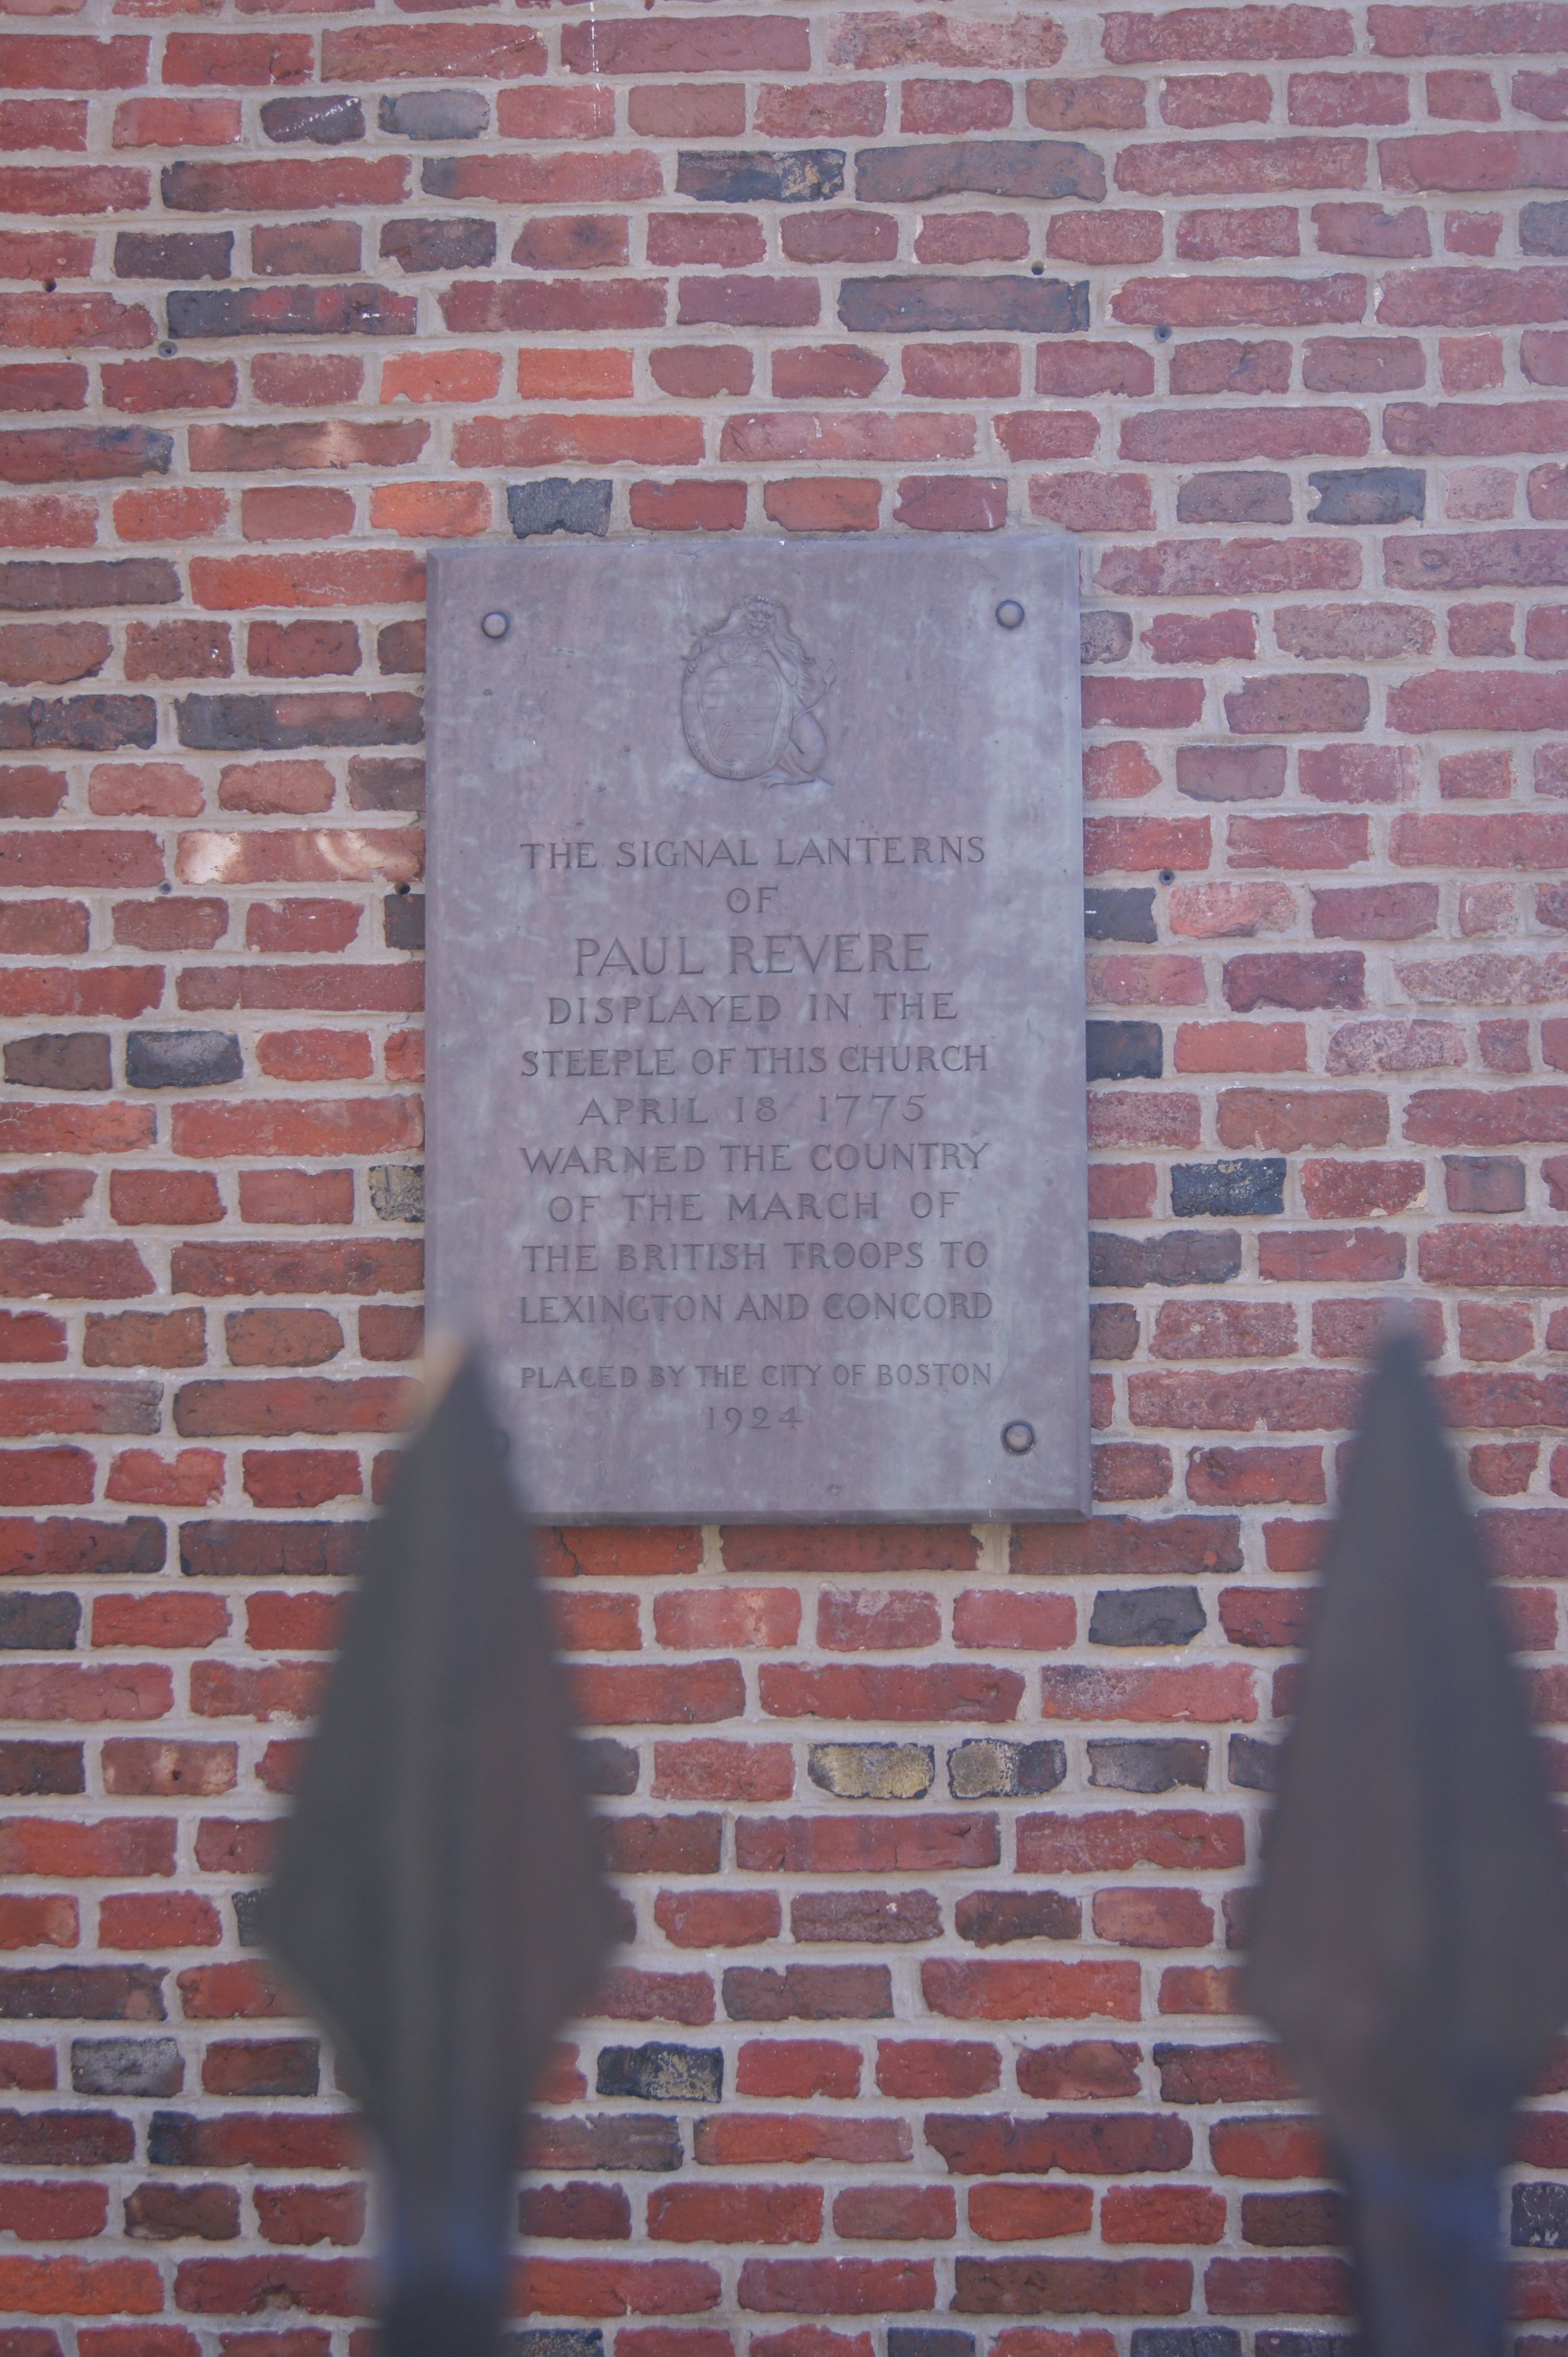 THE SIGNAL LANTERNS
OF
PAUL REVERE
DISPLAYED IN THE
STEEPLE OF THIS CHURCH
APRIL 18 1775
WARNED THE COUNTRY
OF THE MARCH OF
THE BRITISH TROOPS TO
LEXINGTON AND CONCORD
PLACED BY THE CITY OF BOSTON
1924